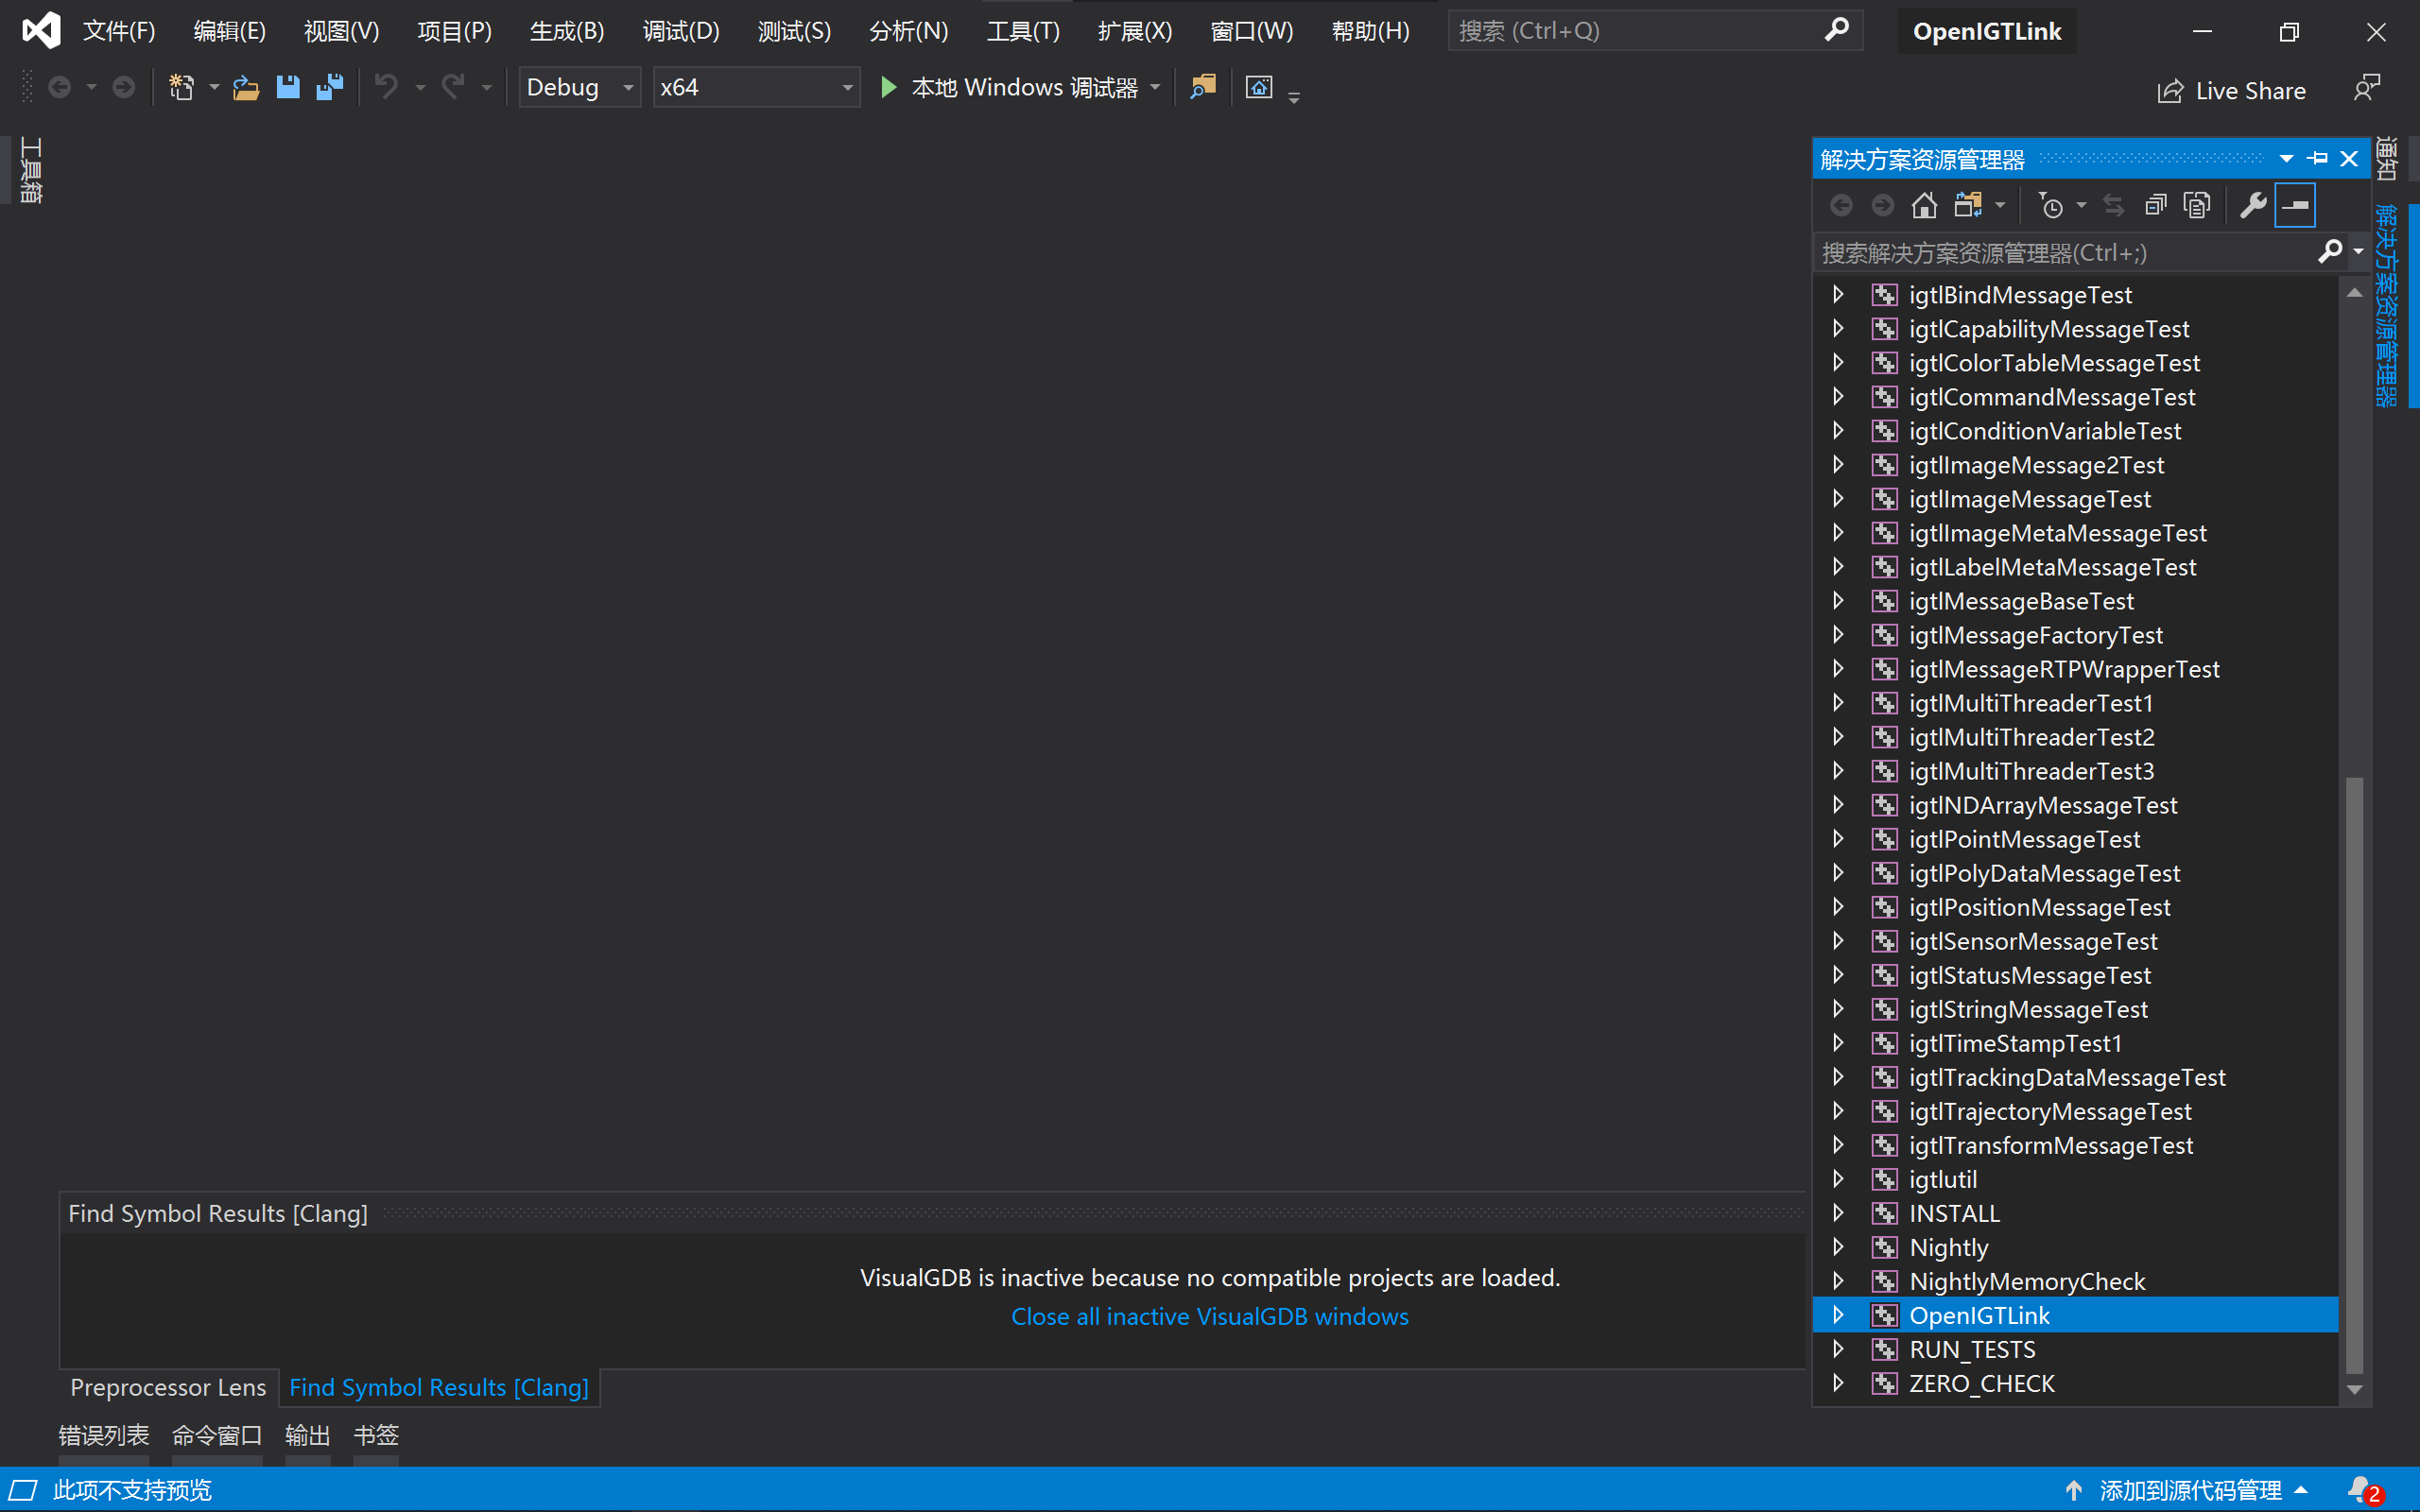 文件(F) 编辑(E) 视图(V) 项目(P) 生成(B) 调试(D) 测试(S) 分析(N) 工具(T) 扩展(X) 窗口(W) 帮助(H) 搜索 (Ctrl+Q) OpenIGTLink
Debug x64 本地 Windows 调试器 Live Share
工具箱
解决方案资源管理器
搜索解决方案资源管理器(Ctrl+;)
igtlBindMessageTest
igtlCapabilityMessageTest
igtlColorTableMessageTest
igtlCommandMessageTest
igtlConditionVariableTest
igtlImageMessage2Test
igtlImageMessageTest
igtlImageMetaMessageTest
igtlLabelMetaMessageTest
igtlMessageBaseTest
igtlMessageFactoryTest
igtlMessageRTPWrapperTest
igtlMultiThreaderTest1
igtlMultiThreaderTest2
igtlMultiThreaderTest3
igtlNDArrayMessageTest
igtlPointMessageTest
igtlPolyDataMessageTest
igtlPositionMessageTest
igtlSensorMessageTest
igtlStatusMessageTest
igtlStringMessageTest
igtlTimeStampTest1
igtlTrackingDataMessageTest
igtlTrajectoryMessageTest
igtlTransformMessageTest
igtlutil
INSTALL
Nightly
NightlyMemoryCheck
OpenIGTLink
RUN_TESTS
ZERO_CHECK
通知
解决方案资源管理器
Find Symbol Results [Clang]
VisualGDB is inactive because no compatible projects are loaded.
Close all inactive VisualGDB windows
Preprocessor Lens Find Symbol Results [Clang]
错误列表 命令窗口 输出 书签
此项不支持预览 添加到源代码管理 2